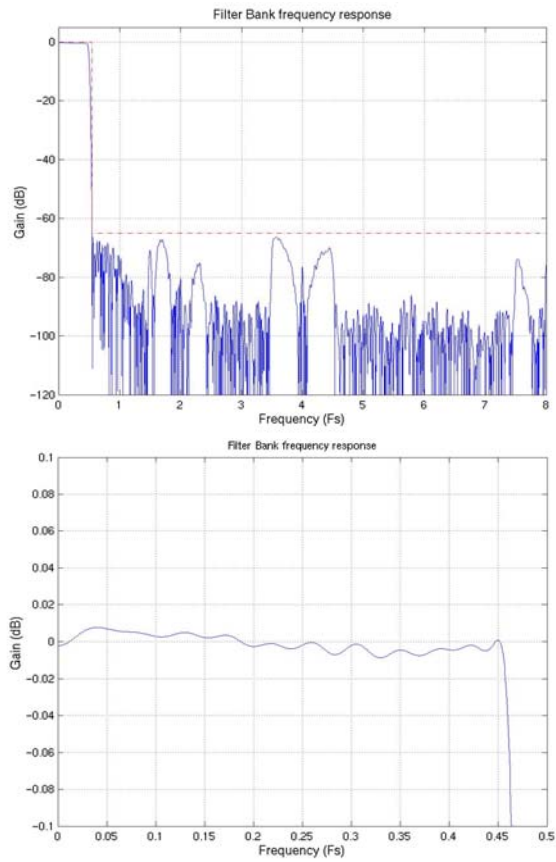 Filter Bank frequency response
0
−20
−40
−60
−80
−100
−120
Gain (dB)
0 1 2 3 4 5 6 7 8
Frequency (Fs)
Filter Bank frequency response
0.1
0.08
0.06
0.04
0.02
0
−0.02
−0.04
−0.06
−0.08
−0.1
Gain (dB)
0 0.05 0.1 0.15 0.2 0.25 0.3 0.35 0.4 0.45 0.5
Frequency (Fs)